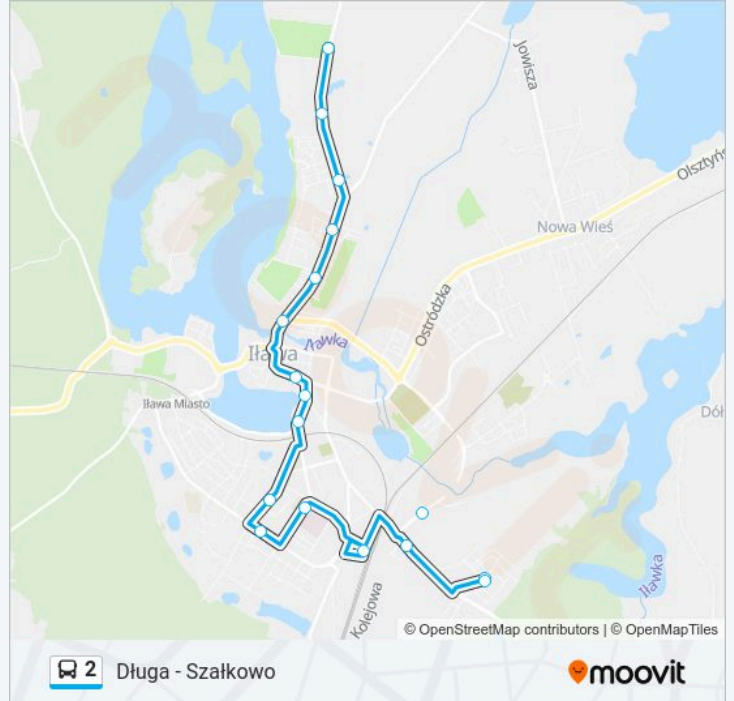 Jowisza
Olsztyńs
Nowa Wieś
Ostródzka
Iławka
Iława
Iława Miasto
Dół
Iławka
Kolejowa
© OpenStreetMap contributors | © OpenMapTiles
2 Długa - Szałkowo moovit